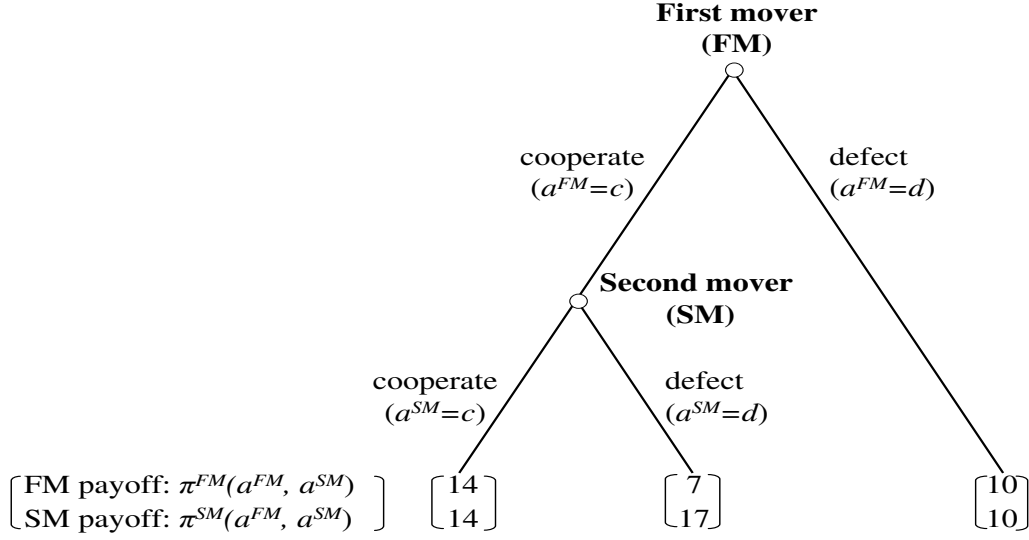 First mover
(FM)
cooperate
(a^FM=c)
defect
(a^FM=d)
Second mover
(SM)
cooperate
(a^SM=c)
defect
(a^SM=d)
FM payoff: π^FM(a^FM, a^SM) 14 7 10
SM payoff: π^SM(a^FM, a^SM) 14 17 10